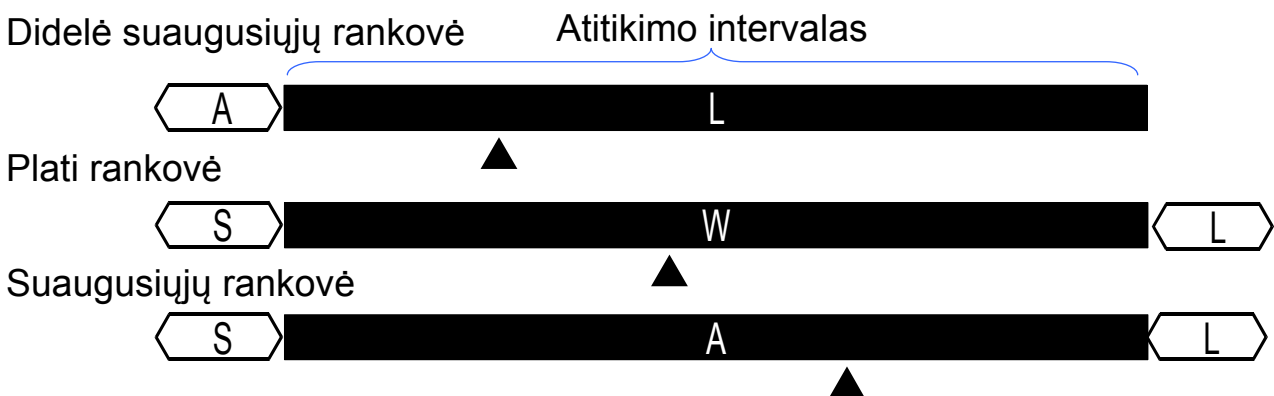 Didelė suaugusiųjų rankovė Atitikimo intervalas
A L
Plati rankovė
S W L
Suaugusiųjų rankovė
S A L